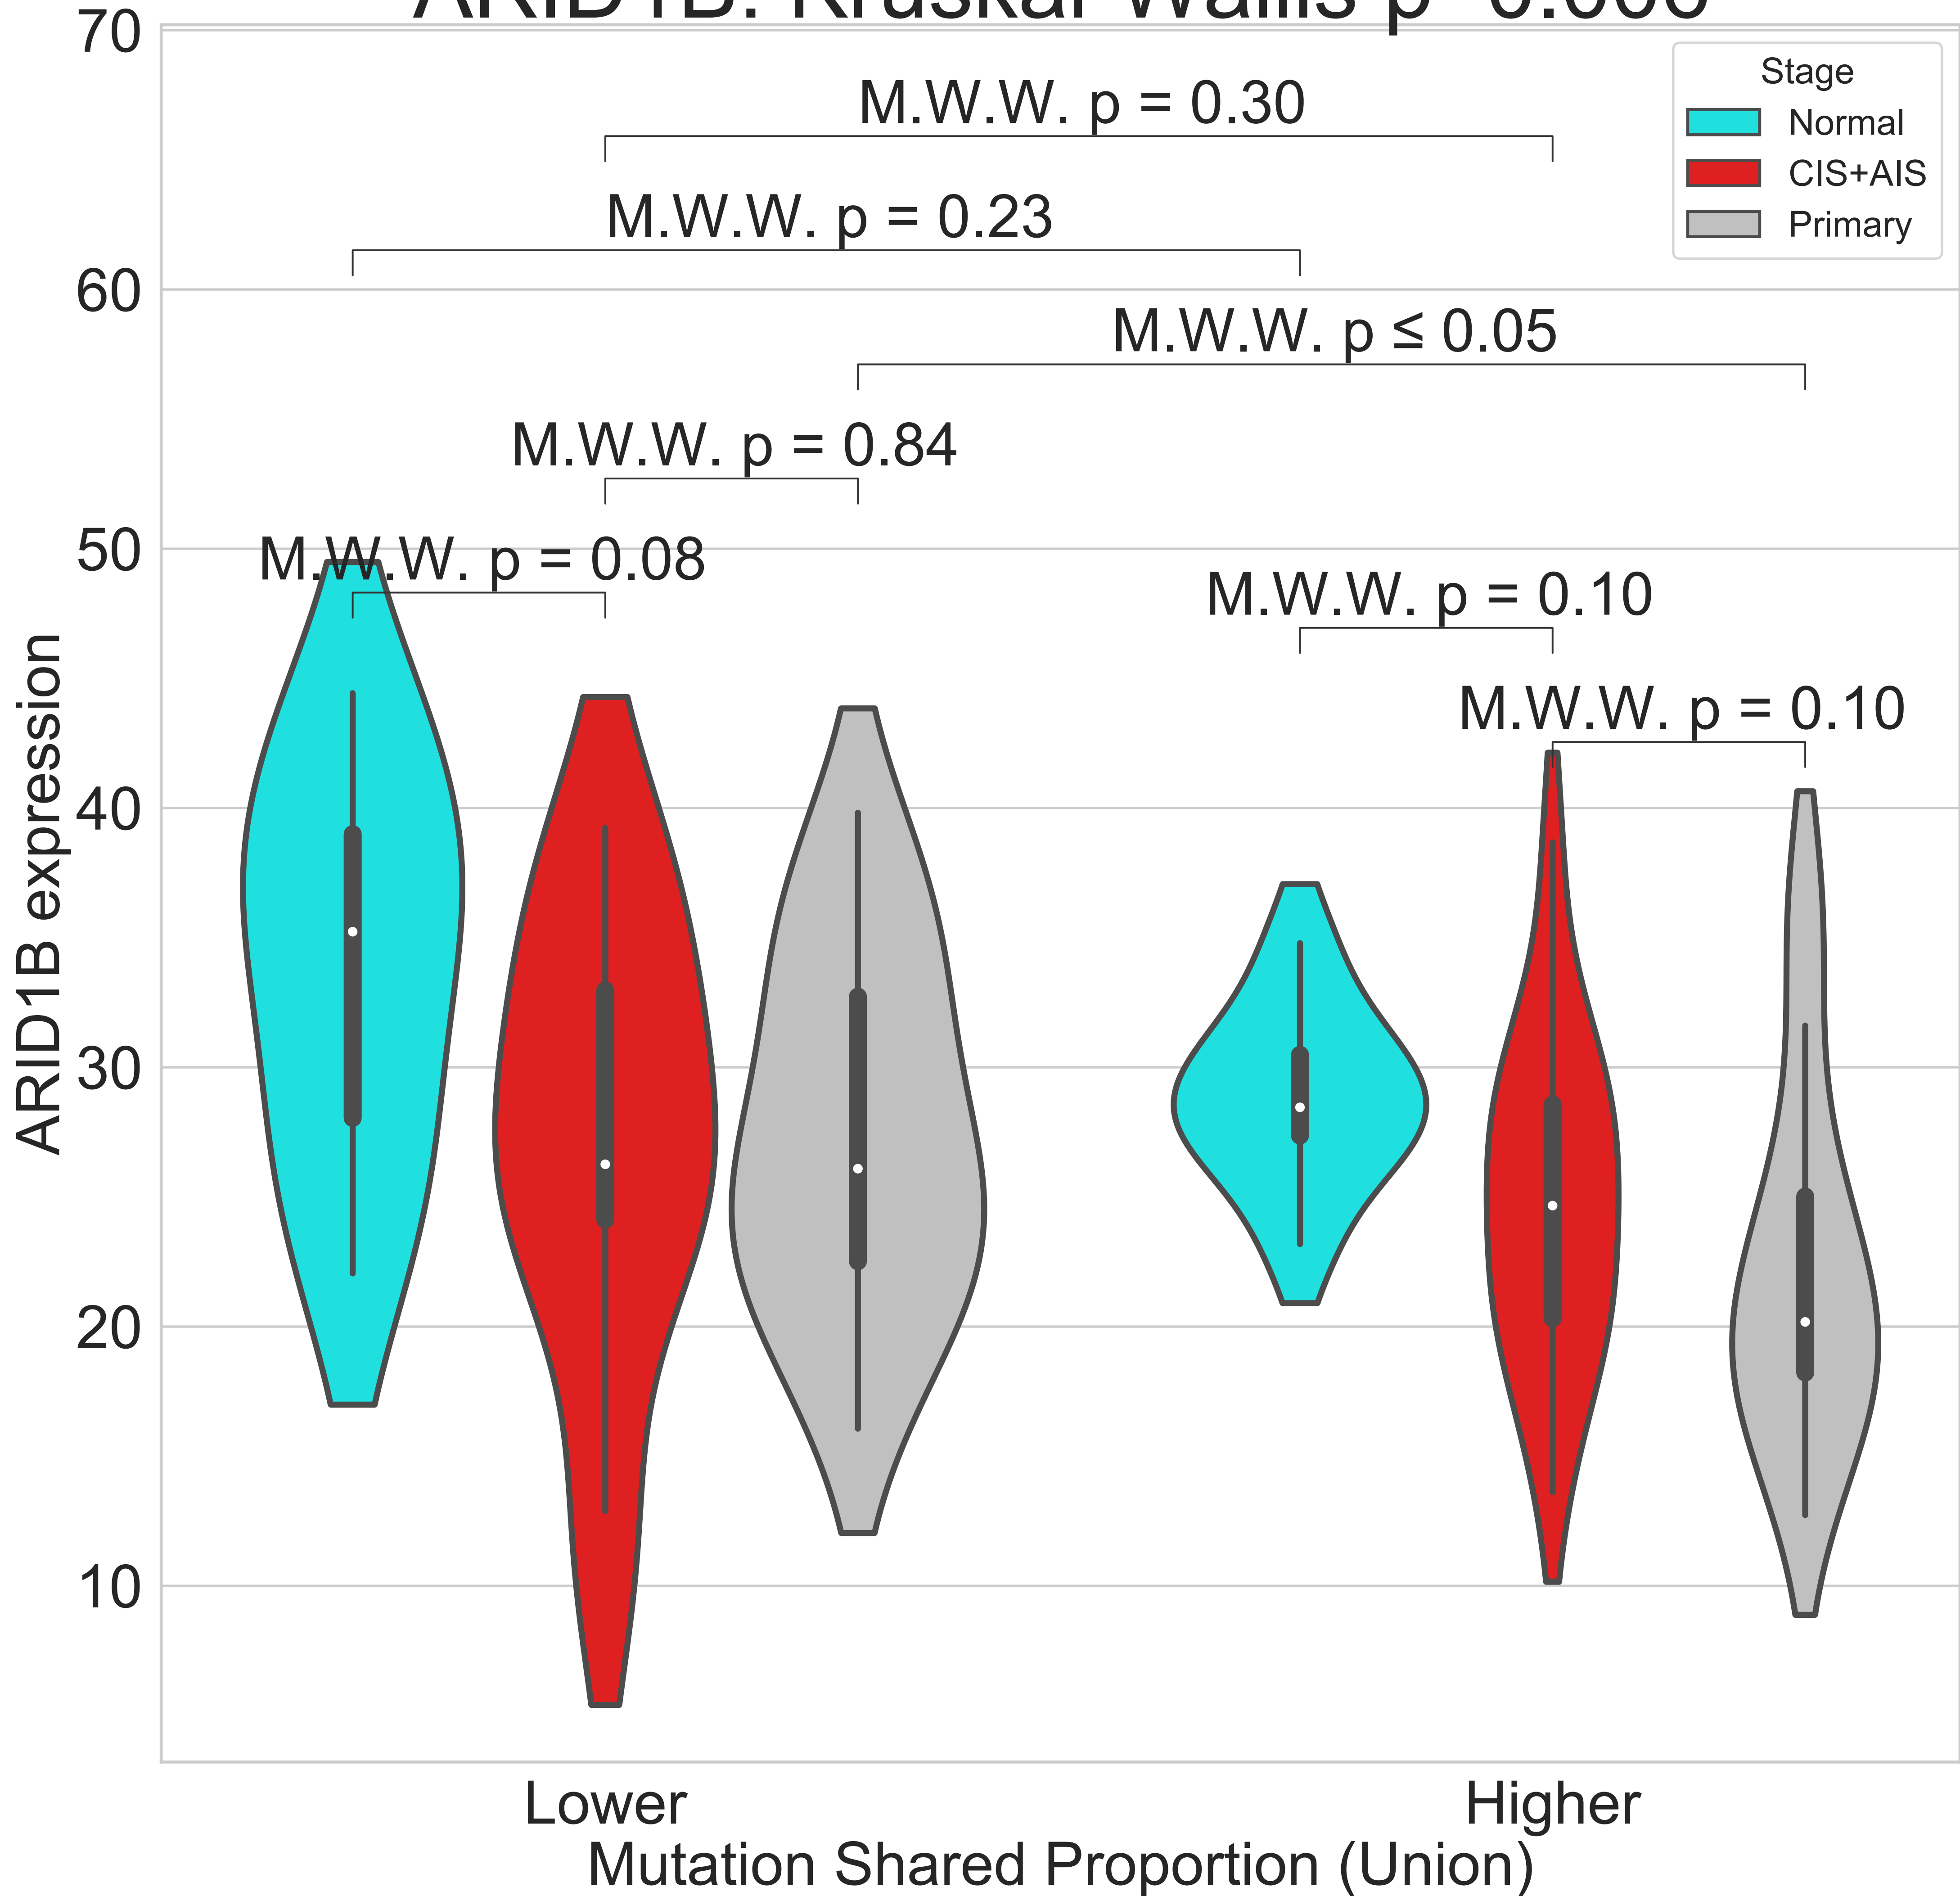 70
Stage
Normal
CIS+AIS
Primary
M.W.W. p = 0.30
M.W.W. p = 0.23
60
M.W.W. p ≤ 0.05
M.W.W. p = 0.84
50
M.W.W. p = 0.08
M.W.W. p = 0.10
M.W.W. p = 0.10
ARID1B expression
40
30
20
10
Lower
Higher
Mutation Shared Proportion (Union)